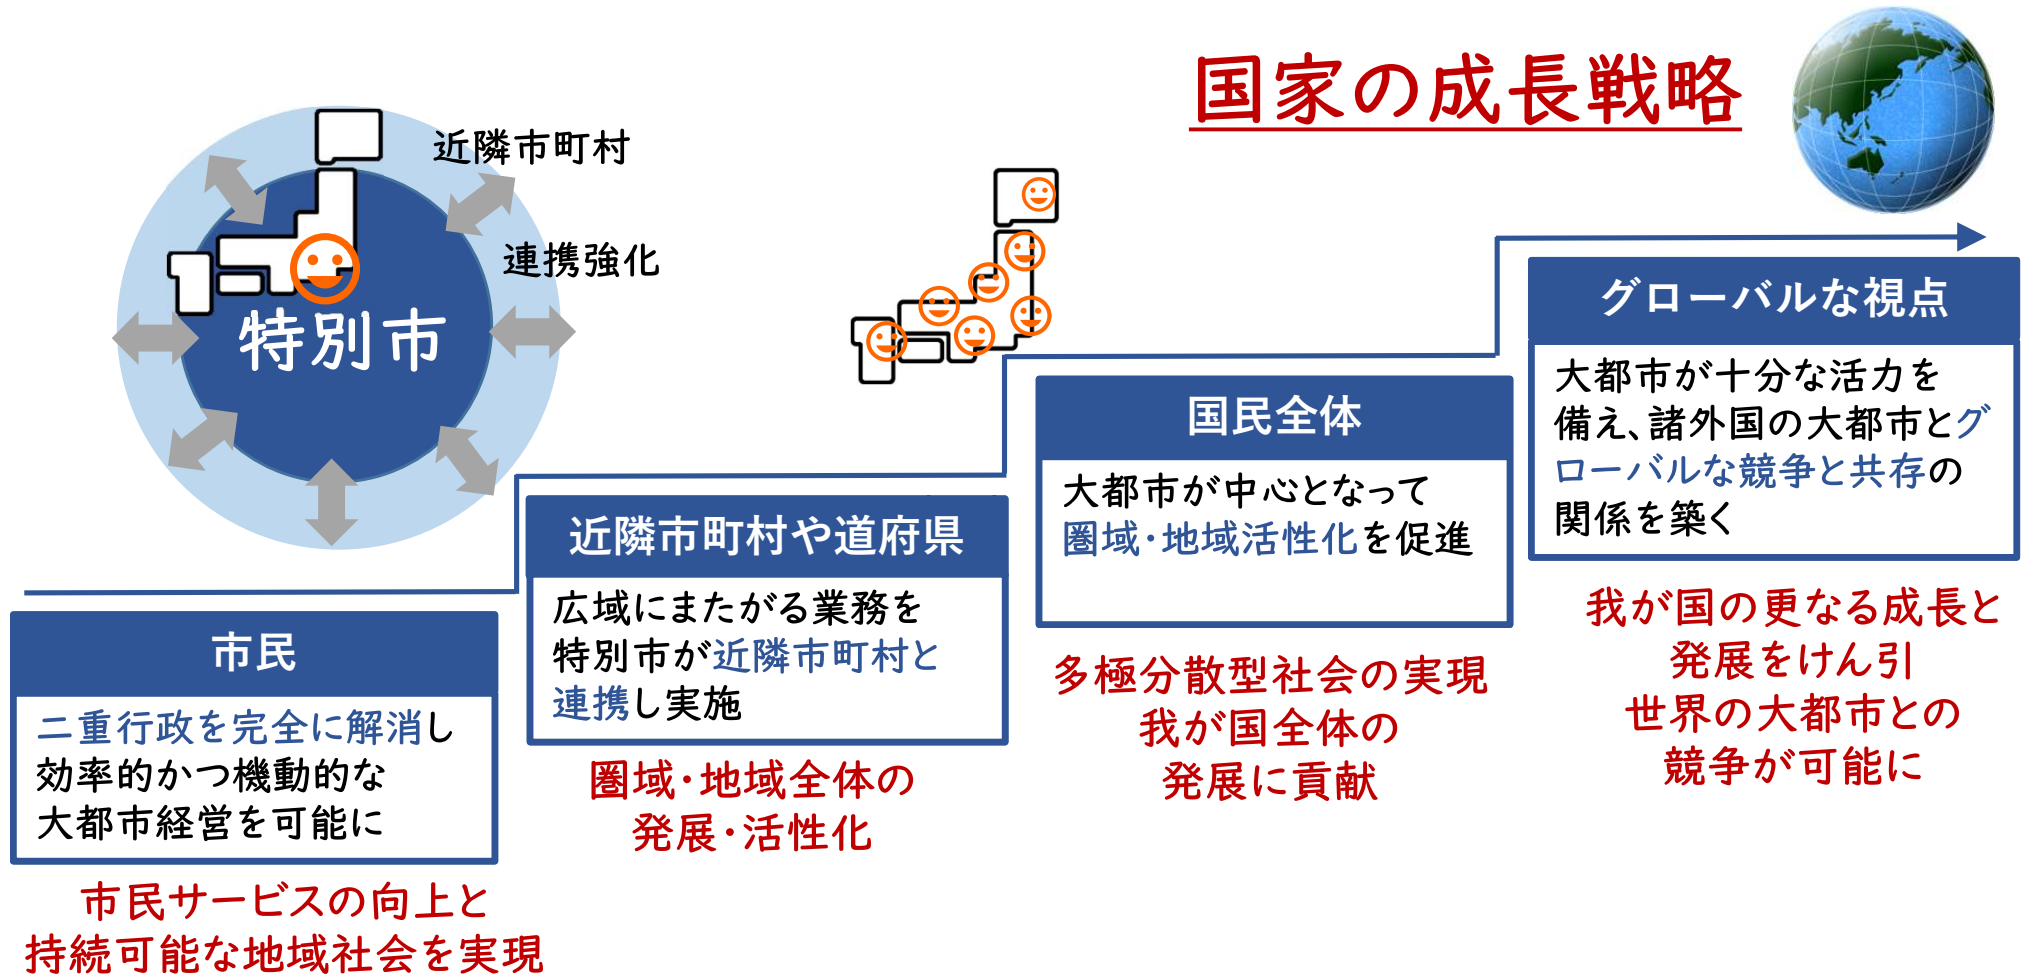 国家の成長戦略
近隣市町村
連携強化
特別市
市民
二重行政を完全に解消し
効率的かつ機動的な
大都市経営を可能に
市民サービスの向上と
持続可能な地域社会を実現
近隣市町村や道府県
広域にまたがる業務を
特別市が近隣市町村と
連携し実施
圏域・地域全体の
発展・活性化
国民全体
大都市が中心となって
圏域・地域活性化を促進
多極分散型社会の実現
我が国全体の
発展に貢献
グローバルな視点
大都市が十分な活力を
備え、諸外国の大都市とグ
ローバルな競争と共存の
関係を築く
我が国の更なる成長と
発展をけん引
世界の大都市との
競争が可能に